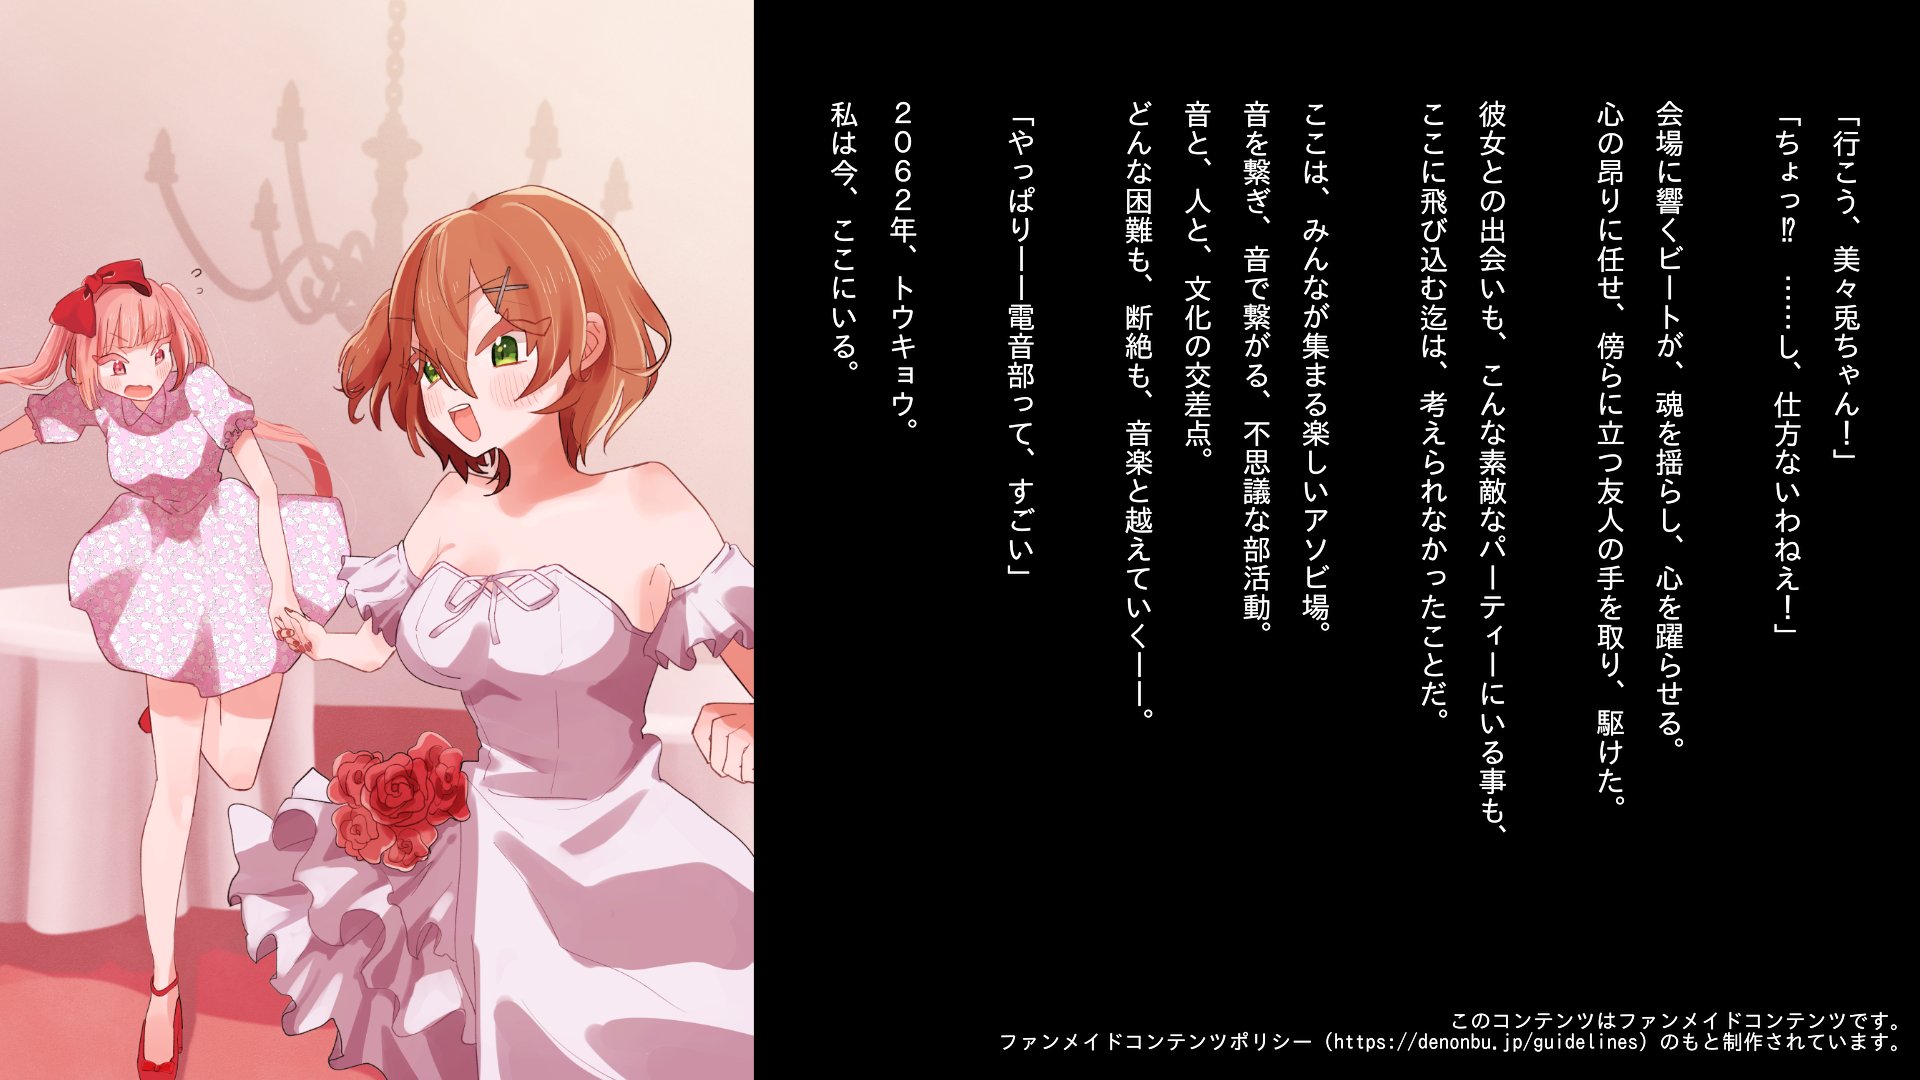 「行こう、美々兎ちゃん！」
「ちょっ⁉　……し、仕方ないわねえ！」
会場に響くビートが、魂を揺らし、心を躍らせる。
心の昂りに任せ、傍らに立つ友人の手を取り、駆けた。
彼女との出会いも、こんな素敵なパーティーにいる事も、
ここに飛び込む迄は、考えられなかったことだ。
ここは、みんなが集まる楽しいアソビ場。
音を繋ぎ、音で繋がる、不思議な部活動。
音と、人と、文化の交差点。
どんな困難も、断絶も、音楽と越えていくーー。
「やっぱりーー電音部って、すごい」
２０６２年、トウキョウ。
私は今、ここにいる。
このコンテンツはファンメイドコンテンツです。
ファンメイドコンテンツポリシー（https://denonbu.jp/guidelines）のもと制作されています。